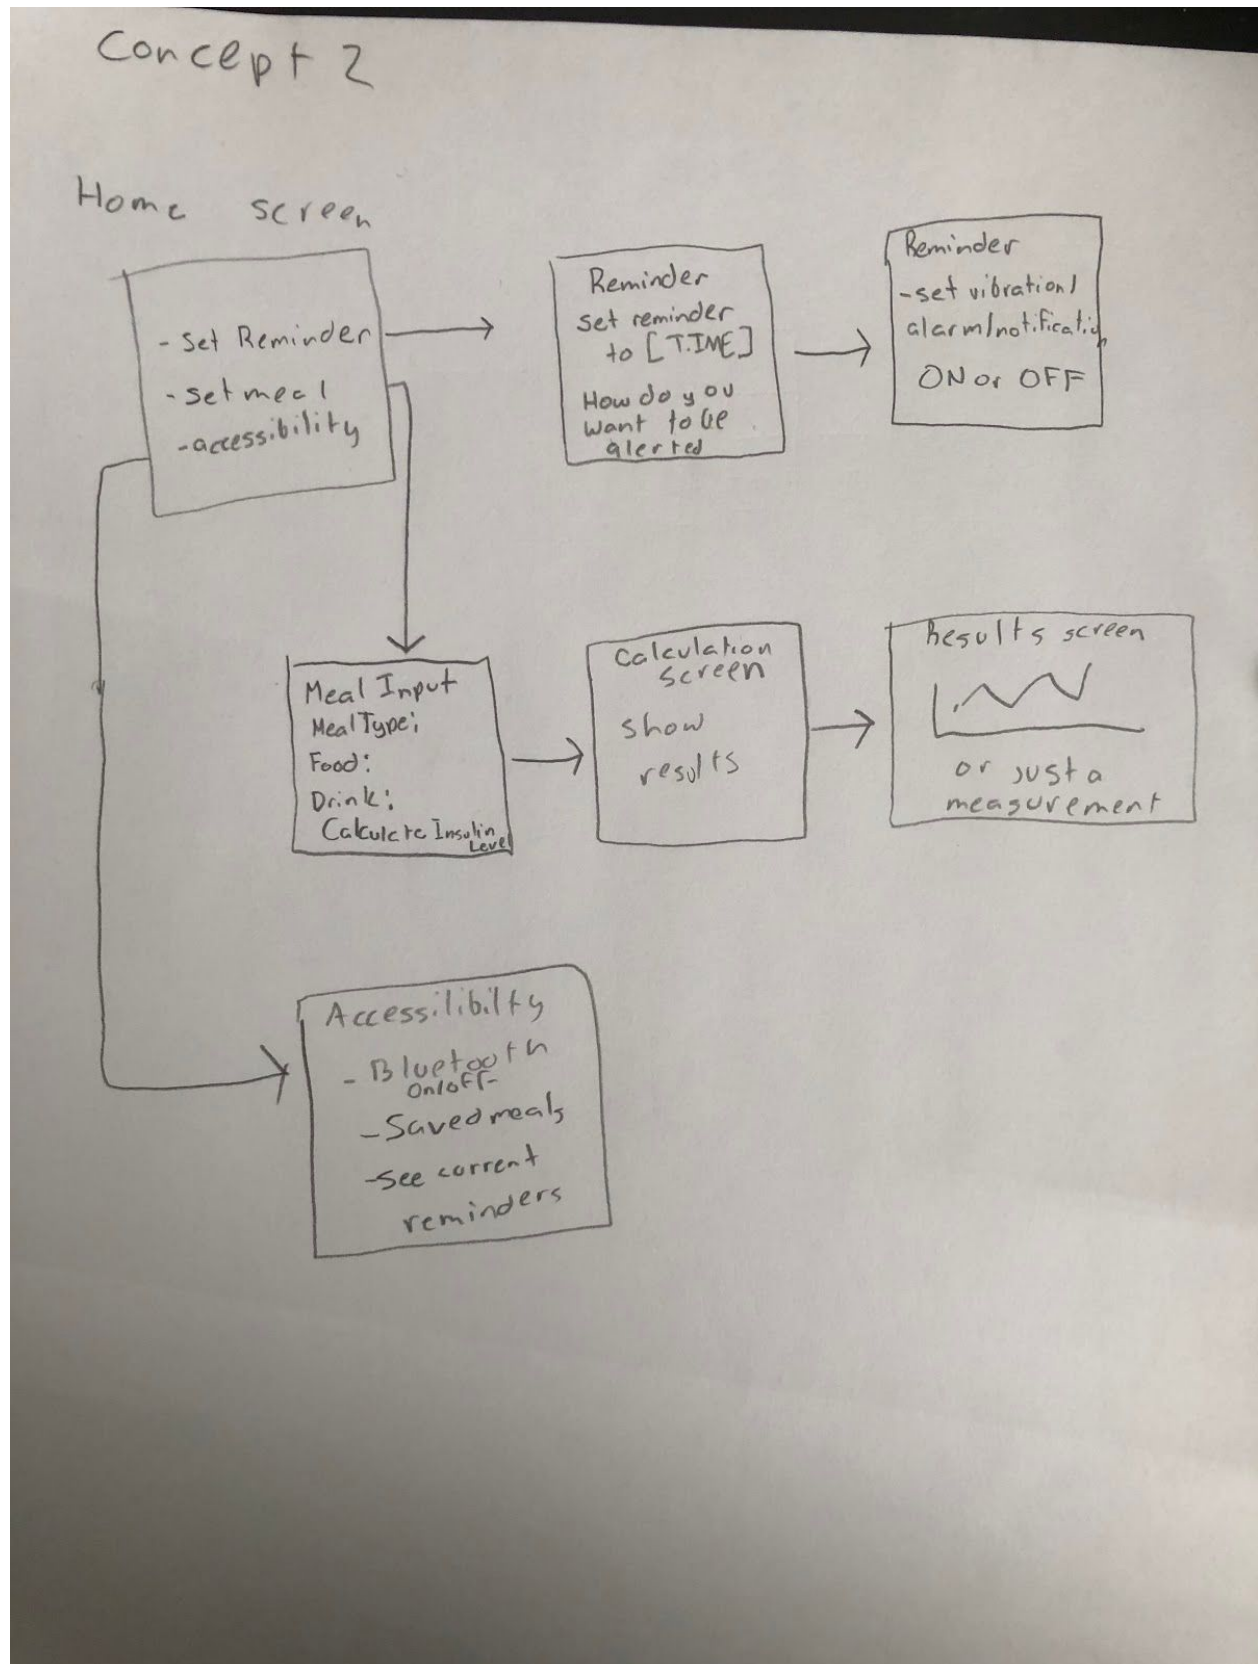 Concept 2
Home screen
- Set Reminder
- set meal
- accessibility
Reminder
set reminder
to [TIME]
How do you
want to be
alerted
Reminder
- set vibration/
alarm/notification
ON or OFF
Meal Input
Meal Type:
Food:
Drink:
Calculate Insulin
Level
Calculation
screen
show
results
Results screen
or just a
measurement
Accessilibilty
- Bluetooth
On/off-
- Saved meals
- See current
reminders